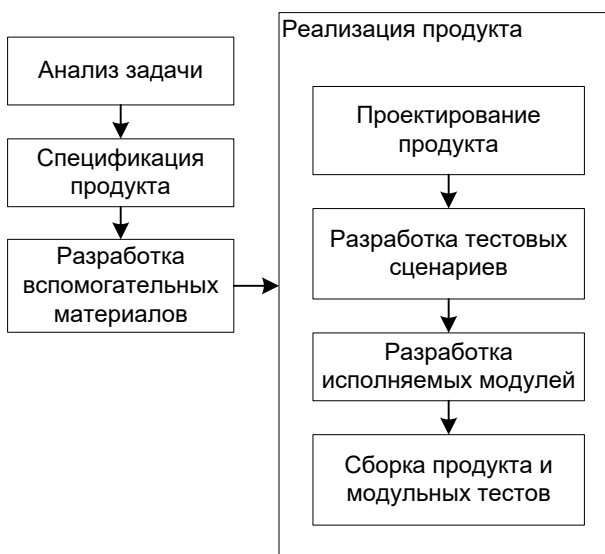 Анализ задачи
Спецификация
продукта
Разработка
вспомогательных
материалов
Реализация продукта
Проектирование
продукта
Разработка тестовых
сценариев
Разработка
исполняемых модулей
Сборка продукта и
модульных тестов